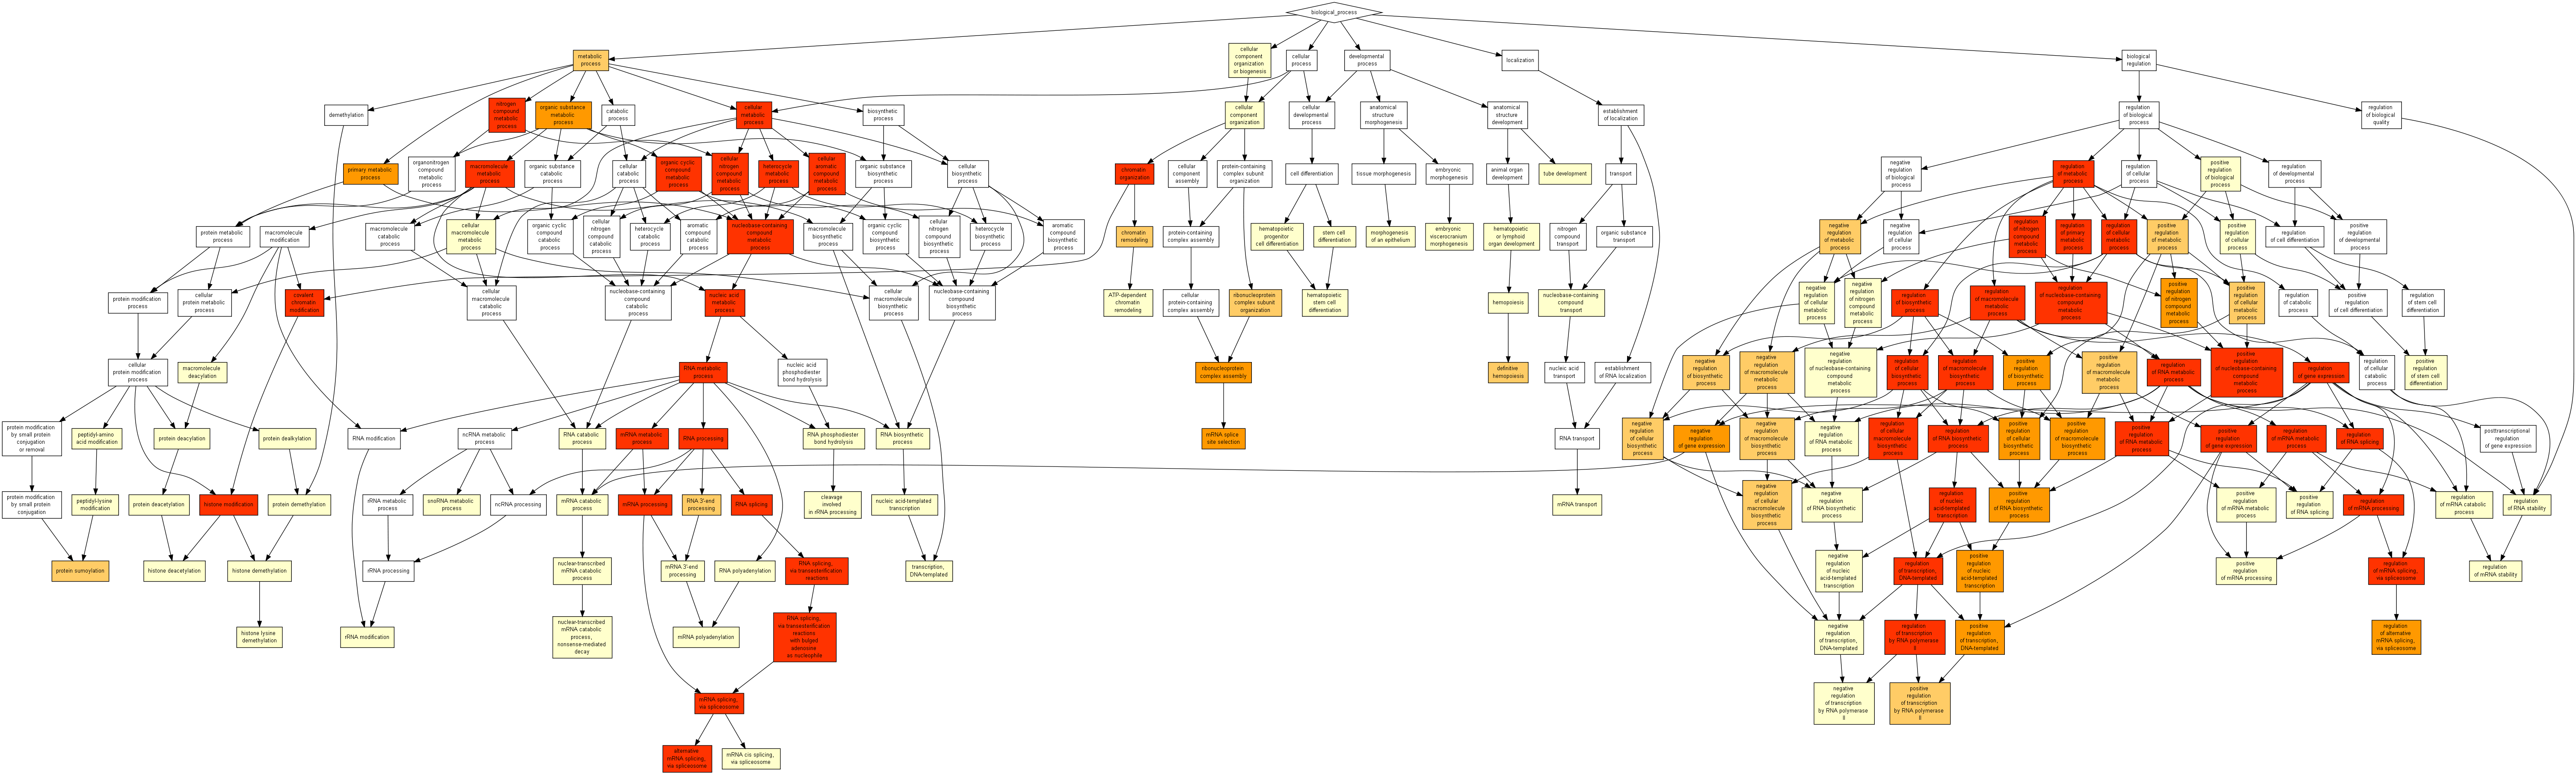 biological_process
metabolic
process
cellular
component
organization
or biogenesis
cellular
process
developmental
process
localization
biological
regulation
demethylation
nitrogen
compound
metabolic
process
organic substance
metabolic
process
catabolic
process
cellular
metabolic
process
biosynthetic
process
cellular
component
organization
cellular
developmental
process
anatomical
structure
morphogenesis
anatomical
structure
development
establishment
of localization
regulation
of biological
process
regulation
of biological
quality
primary metabolic
process
organonitrogen
compound
metabolic
process
macromolecule
metabolic
process
organic substance
catabolic
process
cellular
catabolic
process
organic cyclic
compound
metabolic
process
cellular
nitrogen
compound
metabolic
process
heterocycle
metabolic
process
cellular
aromatic
compound
metabolic
process
organic substance
biosynthetic
process
cellular
biosynthetic
process
chromatin
organization
cellular
component
assembly
protein-containing
complex subunit
organization
cell differentiation
tissue morphogenesis
embryonic
morphogenesis
animal organ
development
tube development
transport
negative
regulation
of biological
process
regulation
of metabolic
process
regulation
of cellular
process
positive
regulation
of biological
process
regulation
of developmental
process
protein metabolic
process
macromolecule
modification
macromolecule
catabolic
process
cellular
macromolecule
metabolic
process
organic cyclic
compound
catabolic
process
cellular
nitrogen
compound
catabolic
process
heterocycle
catabolic
process
aromatic
compound
catabolic
process
nucleobase-containing
compound
metabolic
process
macromolecule
biosynthetic
process
organic cyclic
compound
biosynthetic
process
cellular
nitrogen
compound
biosynthetic
process
heterocycle
biosynthetic
process
aromatic
compound
biosynthetic
process
chromatin
remodeling
protein-containing
complex assembly
hematopoietic
progenitor
cell differentiation
stem cell
differentiation
morphogenesis
of an epithelium
embryonic
viscerocranium
morphogenesis
hematopoietic
or lymphoid
organ development
nitrogen
compound
transport
organic substance
transport
negative
regulation
of metabolic
process
negative
regulation
of cellular
process
regulation
of nitrogen
compound
metabolic
process
regulation
of primary
metabolic
process
regulation
of cellular
metabolic
process
positive
regulation
of metabolic
process
positive
regulation
of cellular
process
regulation
of cell differentiation
positive
regulation
of developmental
process
protein modification
process
cellular
protein metabolic
process
covalent
chromatin
modification
cellular
macromolecule
catabolic
process
nucleobase-containing
compound
catabolic
process
nucleic acid
metabolic
process
cellular
macromolecule
biosynthetic
process
nucleobase-containing
compound
biosynthetic
process
ATP-dependent
chromatin
remodeling
cellular
protein-containing
complex assembly
ribonucleoprotein
complex subunit
organization
hematopoietic
stem cell
differentiation
hemopoiesis
nucleobase-containing
compound
transport
negative
regulation
of cellular
metabolic
process
negative
regulation
of nitrogen
compound
metabolic
process
regulation
of biosynthetic
process
regulation
of macromolecule
metabolic
process
regulation
of nucleobase-containing
compound
metabolic
process
positive
regulation
of nitrogen
compound
metabolic
process
positive
regulation
of cellular
metabolic
process
regulation
of catabolic
process
positive
regulation
of cell differentiation
regulation
of stem cell
differentiation
cellular
protein modification
process
macromolecule
deacylation
RNA metabolic
process
nucleic acid
phosphodiester
bond hydrolysis
ribonucleoprotein
complex assembly
definitive
hemopoiesis
nucleic acid
transport
establishment
of RNA localization
negative
regulation
of biosynthetic
process
negative
regulation
of macromolecule
metabolic
process
negative
regulation
of nucleobase-containing
compound
metabolic
process
regulation
of cellular
biosynthetic
process
regulation
of macromolecule
biosynthetic
process
positive
regulation
of biosynthetic
process
positive
regulation
of macromolecule
metabolic
process
regulation
of RNA metabolic
process
positive
regulation
of nucleobase-containing
compound
metabolic
process
regulation
of gene expression
regulation
of cellular
catabolic
process
positive
regulation
of stem cell
differentiation
protein modification
by small protein
conjugation
or removal
peptidyl-amino
acid modification
protein deacylation
protein dealkylation
RNA modification
ncRNA metabolic
process
RNA catabolic
process
mRNA metabolic
process
RNA processing
RNA phosphodiester
bond hydrolysis
RNA biosynthetic
process
mRNA splice
site selection
RNA transport
negative
regulation
of cellular
biosynthetic
process
negative
regulation
of gene expression
negative
regulation
of macromolecule
biosynthetic
process
negative
regulation
of RNA metabolic
process
regulation
of cellular
macromolecule
biosynthetic
process
regulation
of RNA biosynthetic
process
positive
regulation
of cellular
biosynthetic
process
positive
regulation
of macromolecule
biosynthetic
process
positive
regulation
of RNA metabolic
process
positive
regulation
of gene expression
regulation
of mRNA metabolic
process
regulation
of RNA splicing
posttranscriptional
regulation
of gene expression
protein modification
by small protein
conjugation
peptidyl-lysine
modification
protein deacetylation
histone modification
protein demethylation
rRNA metabolic
process
snoRNA metabolic
process
ncRNA processing
mRNA catabolic
process
mRNA processing
RNA 3'-end
processing
RNA splicing
cleavage
involved
in rRNA processing
nucleic acid-templated
transcription
mRNA transport
negative
regulation
of cellular
macromolecule
biosynthetic
process
negative
regulation
of RNA biosynthetic
process
regulation
of nucleic
acid-templated
transcription
positive
regulation
of RNA biosynthetic
process
positive
regulation
of mRNA metabolic
process
positive
regulation
of RNA splicing
regulation
of mRNA processing
regulation
of mRNA catabolic
process
regulation
of RNA stability
protein sumoylation
histone deacetylation
histone demethylation
rRNA processing
nuclear-transcribed
mRNA catabolic
process
mRNA 3'-end
processing
RNA polyadenylation
RNA splicing,
via transesterification
reactions
transcription,
DNA-templated
negative
regulation
of nucleic
acid-templated
transcription
regulation
of transcription,
DNA-templated
positive
regulation
of nucleic
acid-templated
transcription
positive
regulation
of mRNA processing
regulation
of mRNA splicing,
via spliceosome
regulation
of mRNA stability
histone lysine
demethylation
rRNA modification
nuclear-transcribed
mRNA catabolic
process,
nonsense-mediated
decay
mRNA polyadenylation
RNA splicing,
via transesterification
reactions
with bulged
adenosine
as nucleophile
negative
regulation
of transcription,
DNA-templated
regulation
of transcription
by RNA polymerase
II
positive
regulation
of transcription,
DNA-templated
regulation
of alternative
mRNA splicing,
via spliceosome
mRNA splicing,
via spliceosome
negative
regulation
of transcription
by RNA polymerase
II
positive
regulation
of transcription
by RNA polymerase
II
alternative
mRNA splicing,
via spliceosome
mRNA cis splicing,
via spliceosome